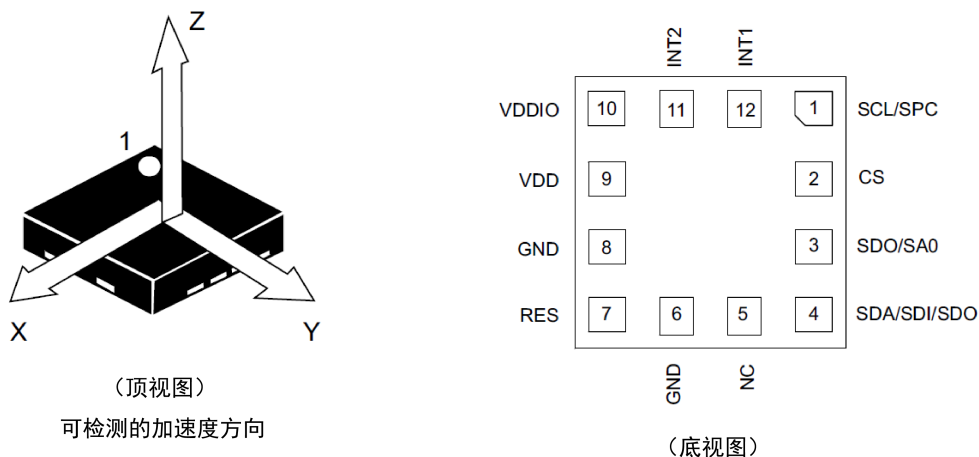 Z
1
X
Y
（顶视图）
可检测的加速度方向
INT2
INT1
VDDIO 10 11 12 1 SCL/SPC
VDD 9 2 CS
GND 8 3 SDO/SA0
RES 7 6 5 4 SDA/SDI/SDO
GND
NC
（底视图）